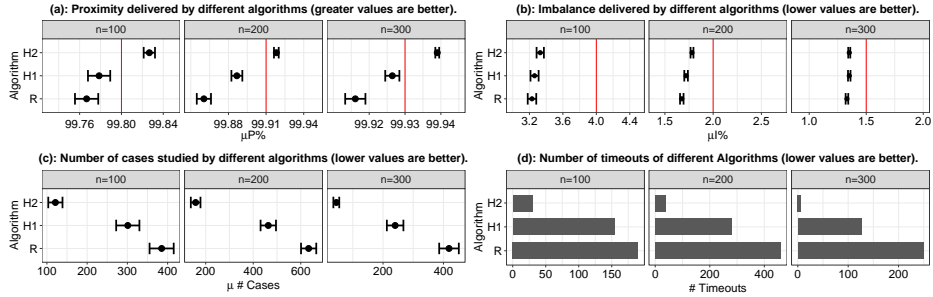 (a): Proximity delivered by different algorithms (greater values are better).
n=100 n=200 n=300
Algorithm
H2
H1
R
99.76 99.80 99.84 99.88 99.91 99.94 99.92 99.93 99.94
μP%
(b): Imbalance delivered by different algorithms (lower values are better).
n=100 n=200 n=300
Algorithm
H2
H1
R
3.2 3.6 4.0 4.4 1.5 2.0 2.5 1.0 1.5 2.0
μI%
(c): Number of cases studied by different algorithms (lower values are better).
n=100 n=200 n=300
Algorithm
H2
H1
R
100 200 300 400 200 400 600 200 400
μ # Cases
(d): Number of timeouts of different Algorithms (lower values are better).
n=100 n=200 n=300
Algorithm
H2
H1
R
0 50 100 150 0 200 400 0 100 200
# Timeouts